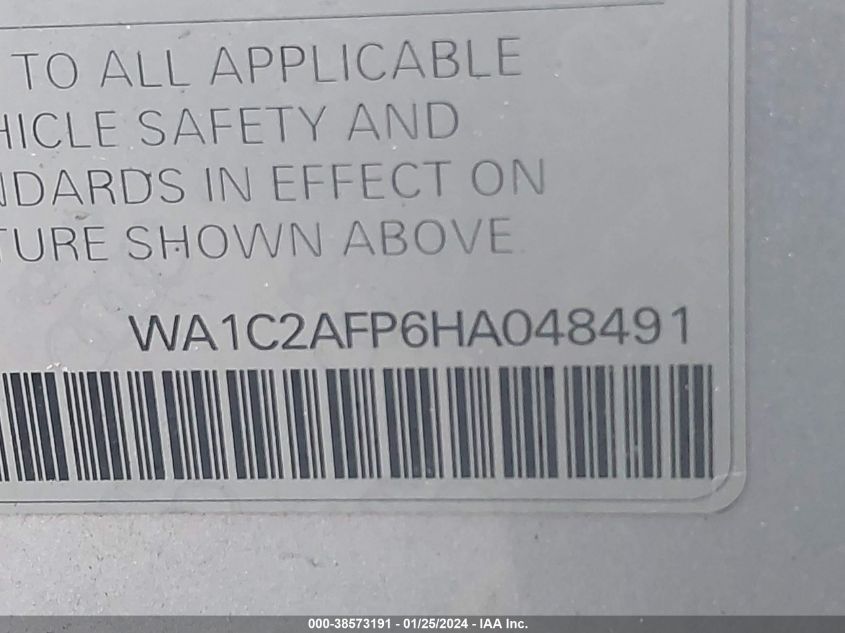 TO ALL APPLICABLE
HICLE SAFETY AND
NDARDS IN EFFECT ON
TURE SHOWN ABOVE
WA1C2AFP6HA048491
000-38573191 - 01/25/2024 - IAA Inc.